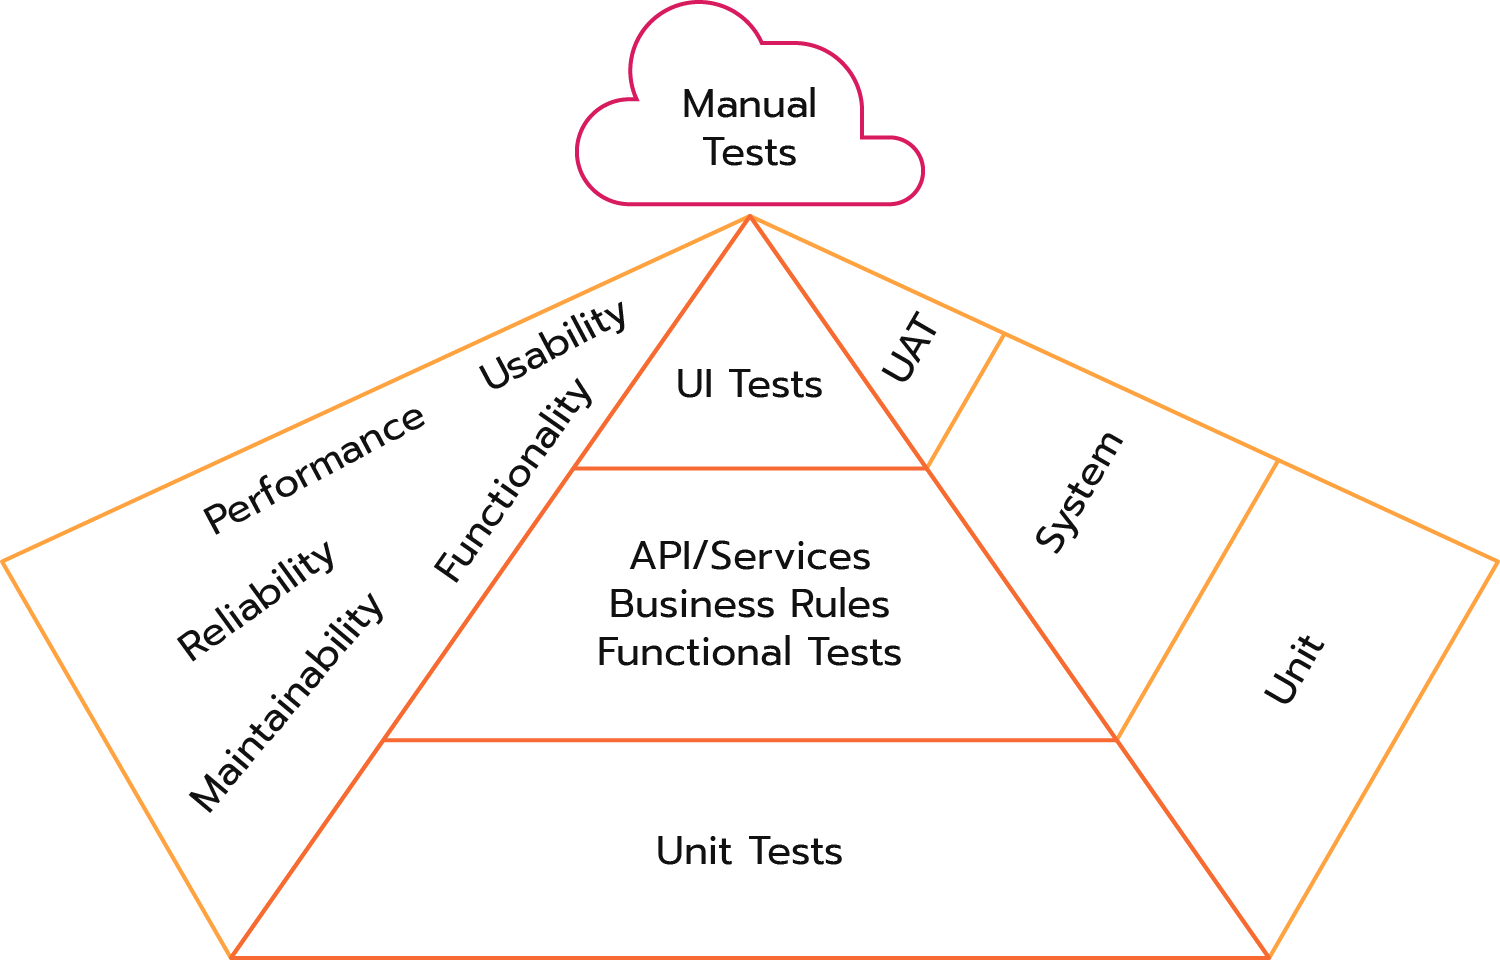 Manual
Tests
Usability
Performance
Functionality
Reliability
Maintainability
UI Tests
API/Services
Business Rules
Functional Tests
Unit Tests
UAT
System
Unit